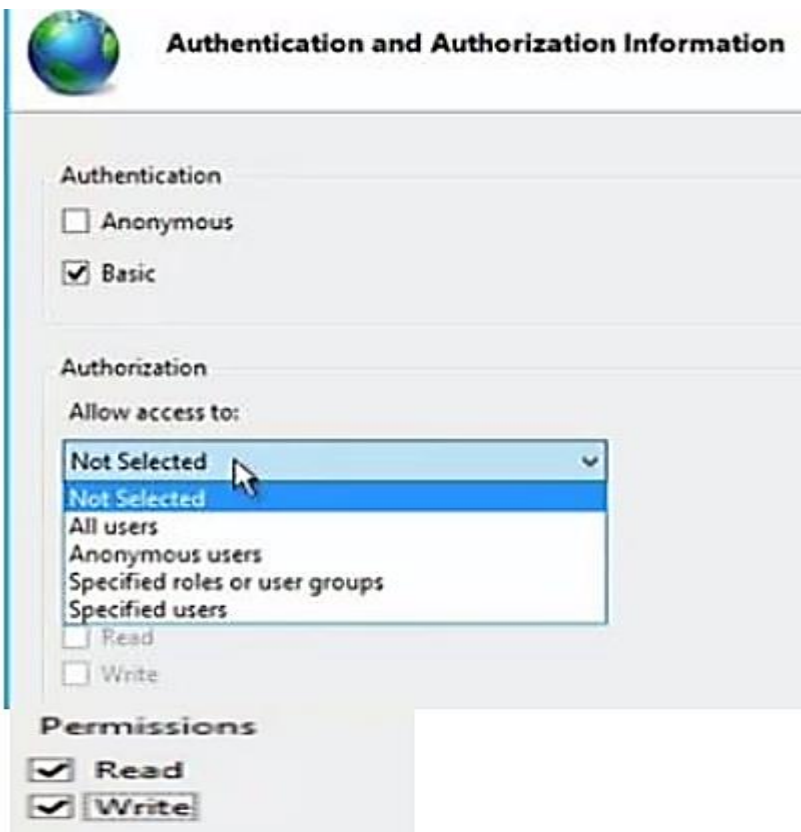 Authentication and Authorization Information
Authentication
Anonymous
Basic
Authorization
Allow access to:
Not Selected
Not Selected
All users
Anonymous users
Specified roles or user groups
Specified users
Read
Write
Permissions
Read
Write